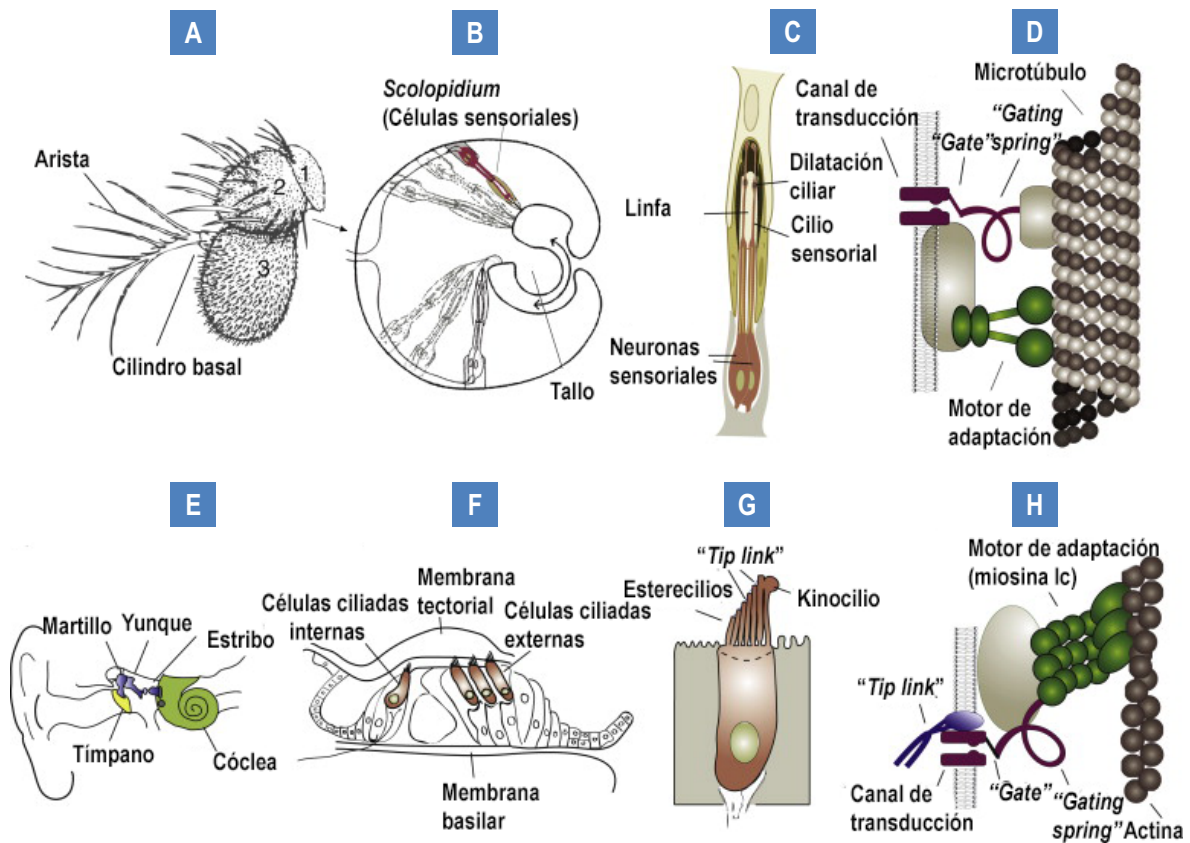 A
B
C
D
Arista
1
2
3
Cilindro basal
Scolopidium
(Células sensoriales)
Tallo
Canal de
transducción
Dilatación
ciliar
Linfa
Cilio
sensorial
Neuronas
sensoriales
Microtúbulo
“Gating
“Gate”
spring”
Motor de
adaptación
E
F
G
H
Martillo
Yunque
Estribo
Tímpano
Cóclea
Membrana
tectorial
Células ciliadas
internas
Células ciliadas
externas
Membrana
basilar
“Tip link”
Esterecilios
Kinocilio
Motor de adaptación
(miosina Ic)
“Tip link”
Canal de
transducción
“Gate”
“Gating
spring”
Actina